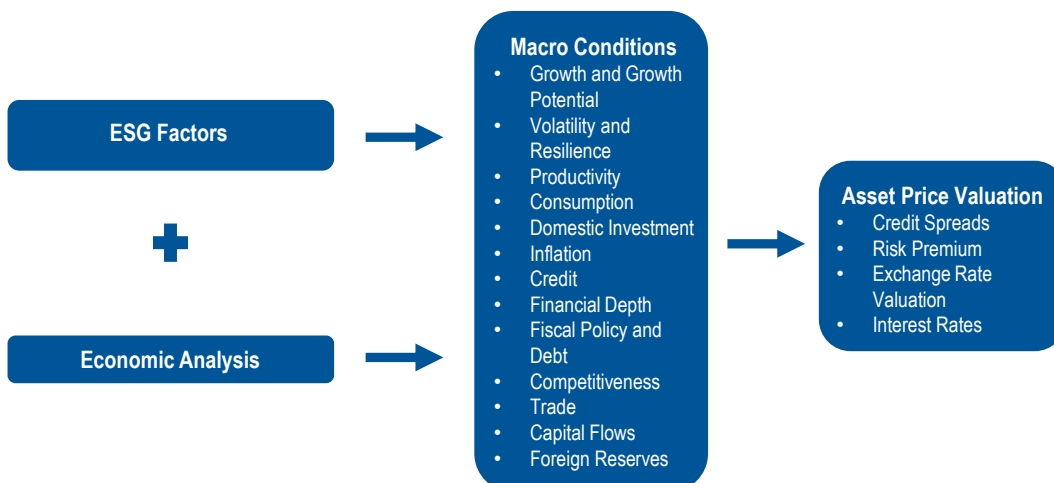 ESG Factors
Economic Analysis
Macro Conditions
• Growth and Growth
Potential
• Volatility and
Resilience
• Productivity
• Consumption
• Domestic Investment
• Inflation
• Credit
• Financial Depth
• Fiscal Policy and
Debt
• Competitiveness
• Trade
• Capital Flows
• Foreign Reserves
Asset Price Valuation
• Credit Spreads
• Risk Premium
• Exchange Rate
Valuation
• Interest Rates